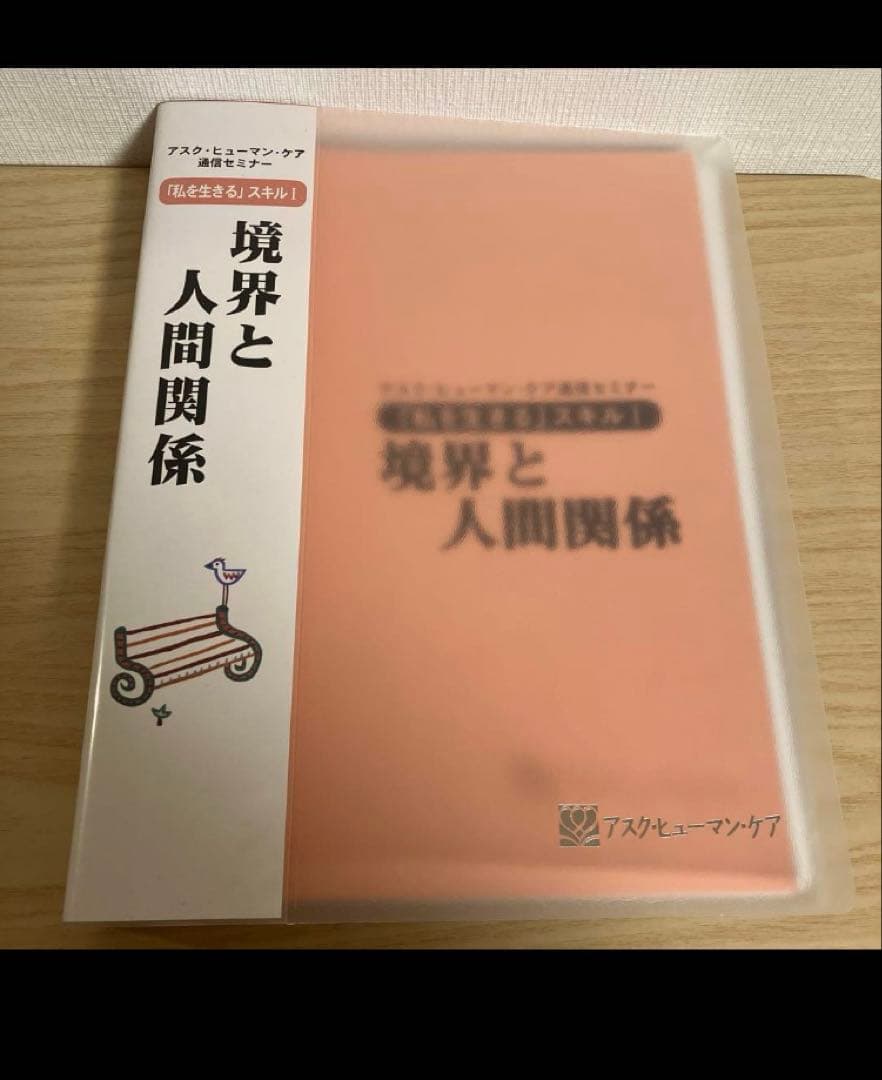 アスク・ヒューマン・ケア
通信セミナー
「私を生きる」スキルⅠ
境界と
人間関係
アスク・ヒューマン・ケア通信セミナー
「私を生きる」スキルⅠ
境界と
人間関係
アスク・ヒューマン・ケア